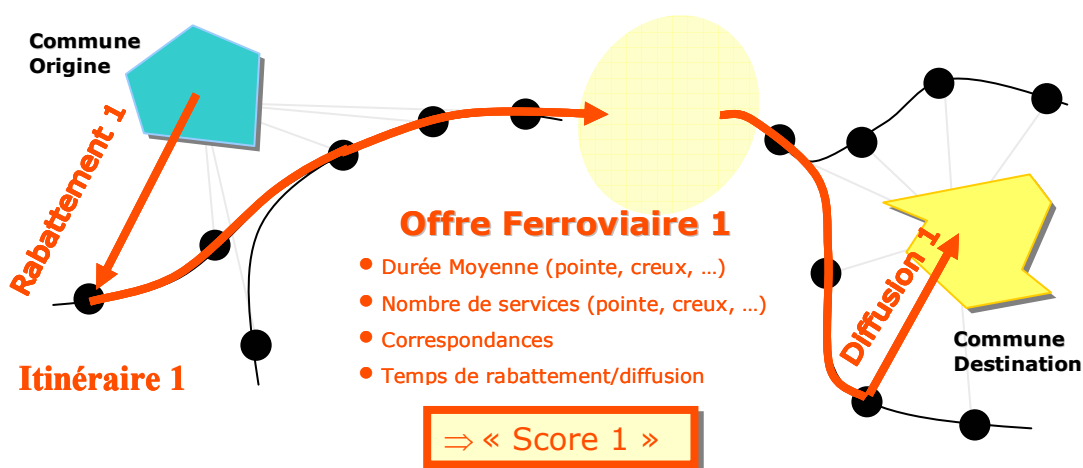 Commune
Origine
Rabattement 1
Offre Ferroviaire 1
• Durée Moyenne (pointe, creux, ...)
• Nombre de services (pointe, creux, ...)
• Correspondances
• Temps de rabattement/diffusion
Itinéraire 1
Diffusion 1
Commune
Destination
⇒ « Score 1 »